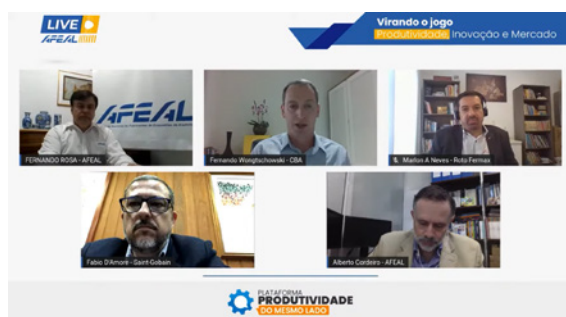 LIVE
AFEAL
Virando o jogo
Produtividade, Inovação e Mercado
AFEAL
FERNANDO ROSA - AFEAL
Fernando Wongtschowski - CBA
Marlon A Neves - Roto Fermax
Fabio D'Amore - Saint-Gobain
Alberto Cordeiro - AFEAL
PLATAFORMA
PRODUTIVIDADE
DO MESMO LADO